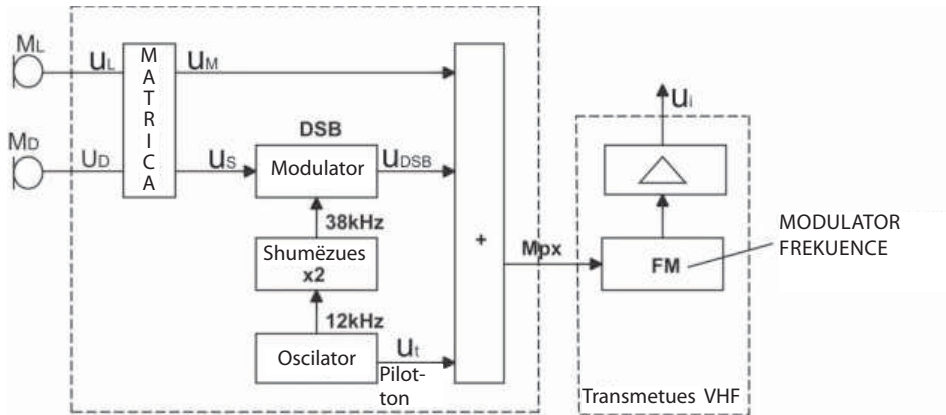 ML
uL
MATRICA
uM
MD
UD
uS
DSB
Modulator
uDSB
38kHz
Shumëzues
x2
12kHz
Oscilator
ut
Pilot-
ton
+
Mpx
ui
FM
MODULATOR
FREKUENCE
Transmetues VHF